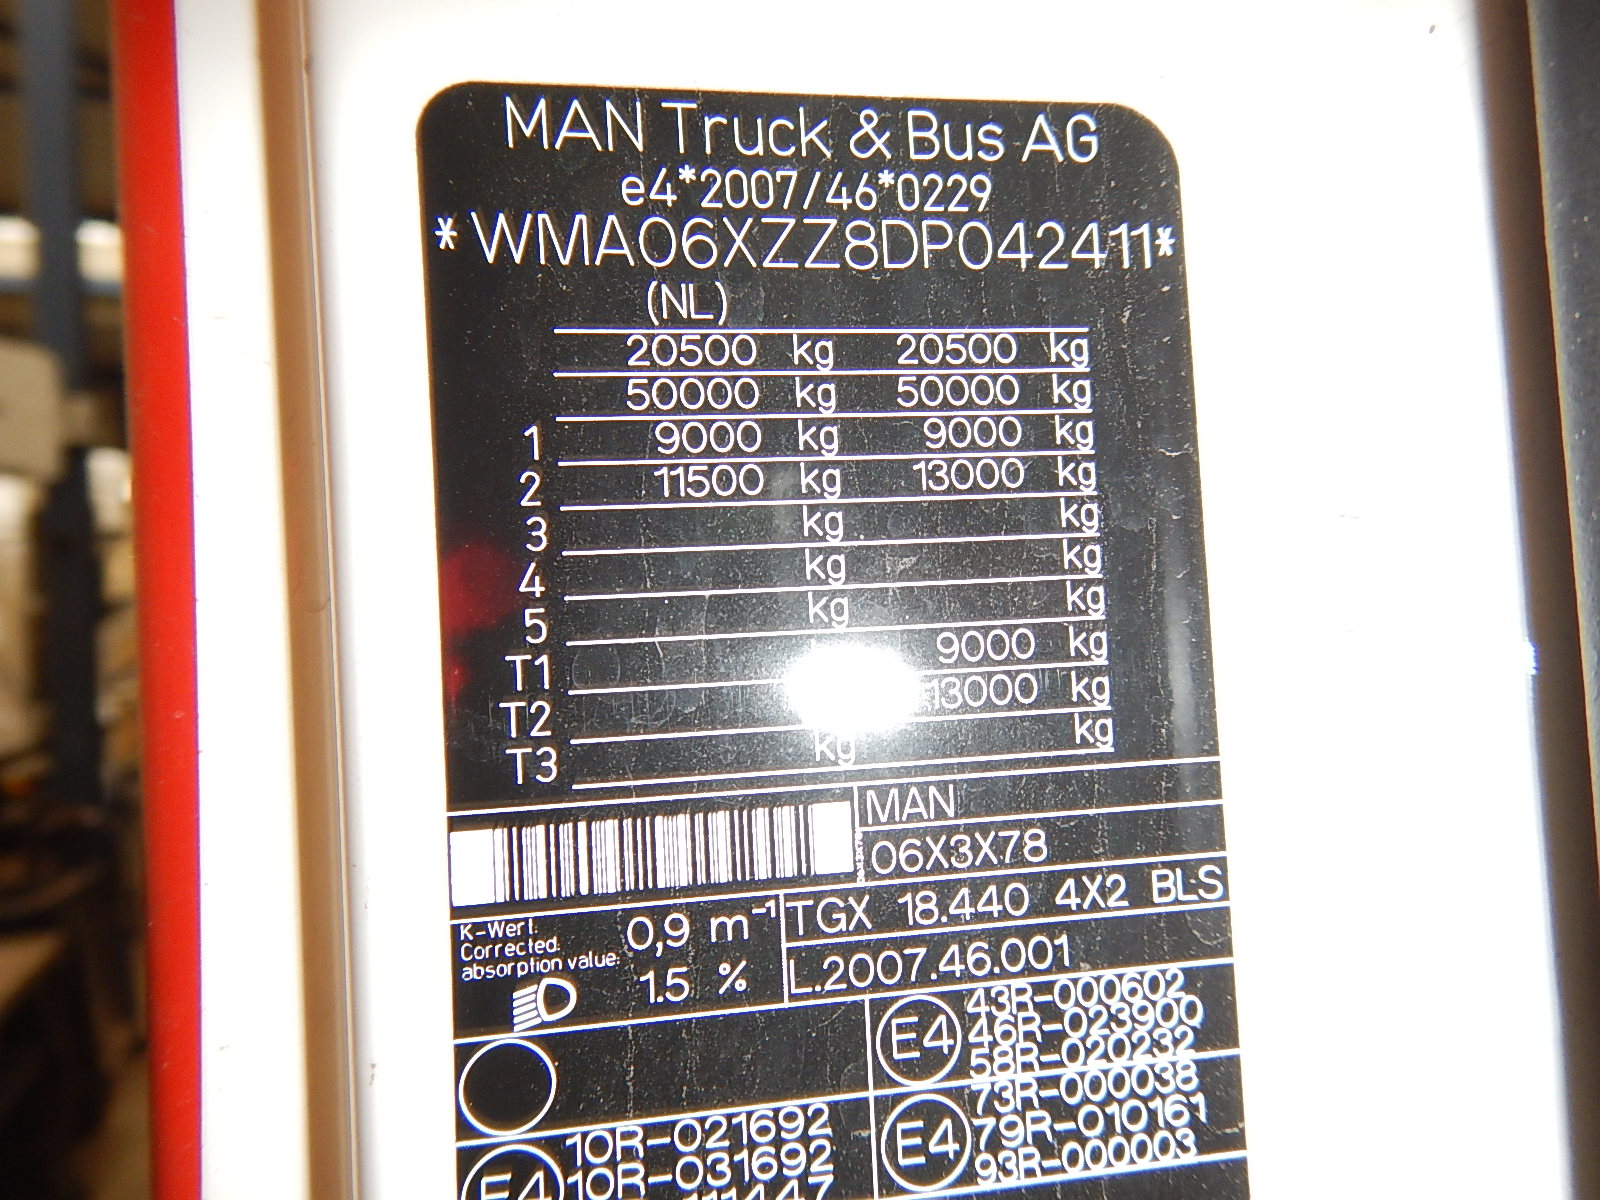 MAN Truck & Bus AG
e4*2007/46*0229
*WMA06XZZ8DP042411*
(NL)
20500 kg 20500 kg
50000 kg 50000 kg
1 9000 kg 9000 kg
2 11500 kg 13000 kg
3 kg kg
4 kg kg
5 kg kg
T1 9000 kg
T2 13000 kg
T3 kg kg
MAN
06X3X78
K-Wert:
Corrected
absorption value:
0,9 m⁻¹
1.5 %
TGX 18.440 4X2 BL-S
L.2007.46.001
E4
43R-000602
46R-023900
58R-020232
E4
73R-000038
79R-010161
93R-000003
E4
10R-021692
10R-031692